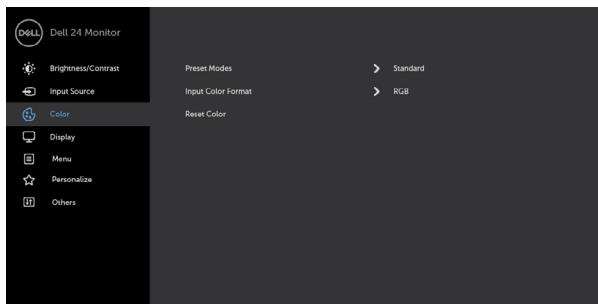 DELL Dell 24 Monitor
Brightness/Contrast
Preset Modes Standard
Input Source
Input Color Format RGB
Color
Reset Color
Display
Menu
Personalize
Others